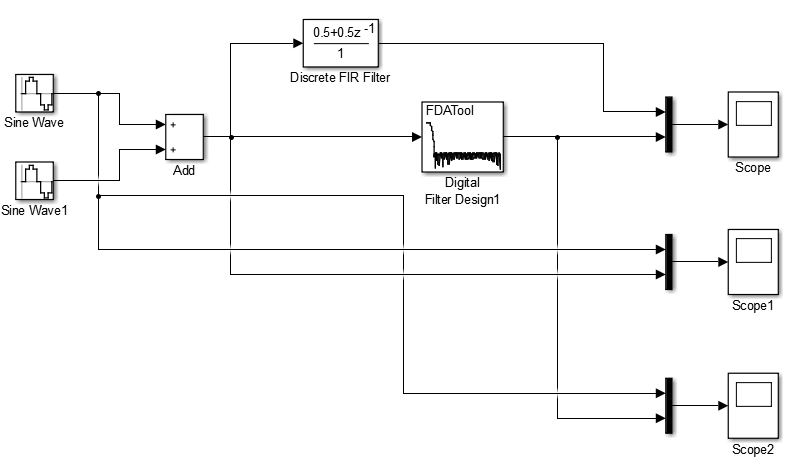 0.5+0.5z -1
1
Discrete FIR Filter
Sine Wave
+
+
Add
FDATool
Digital
Filter Design1
Scope
Sine Wave1
Scope1
Scope2